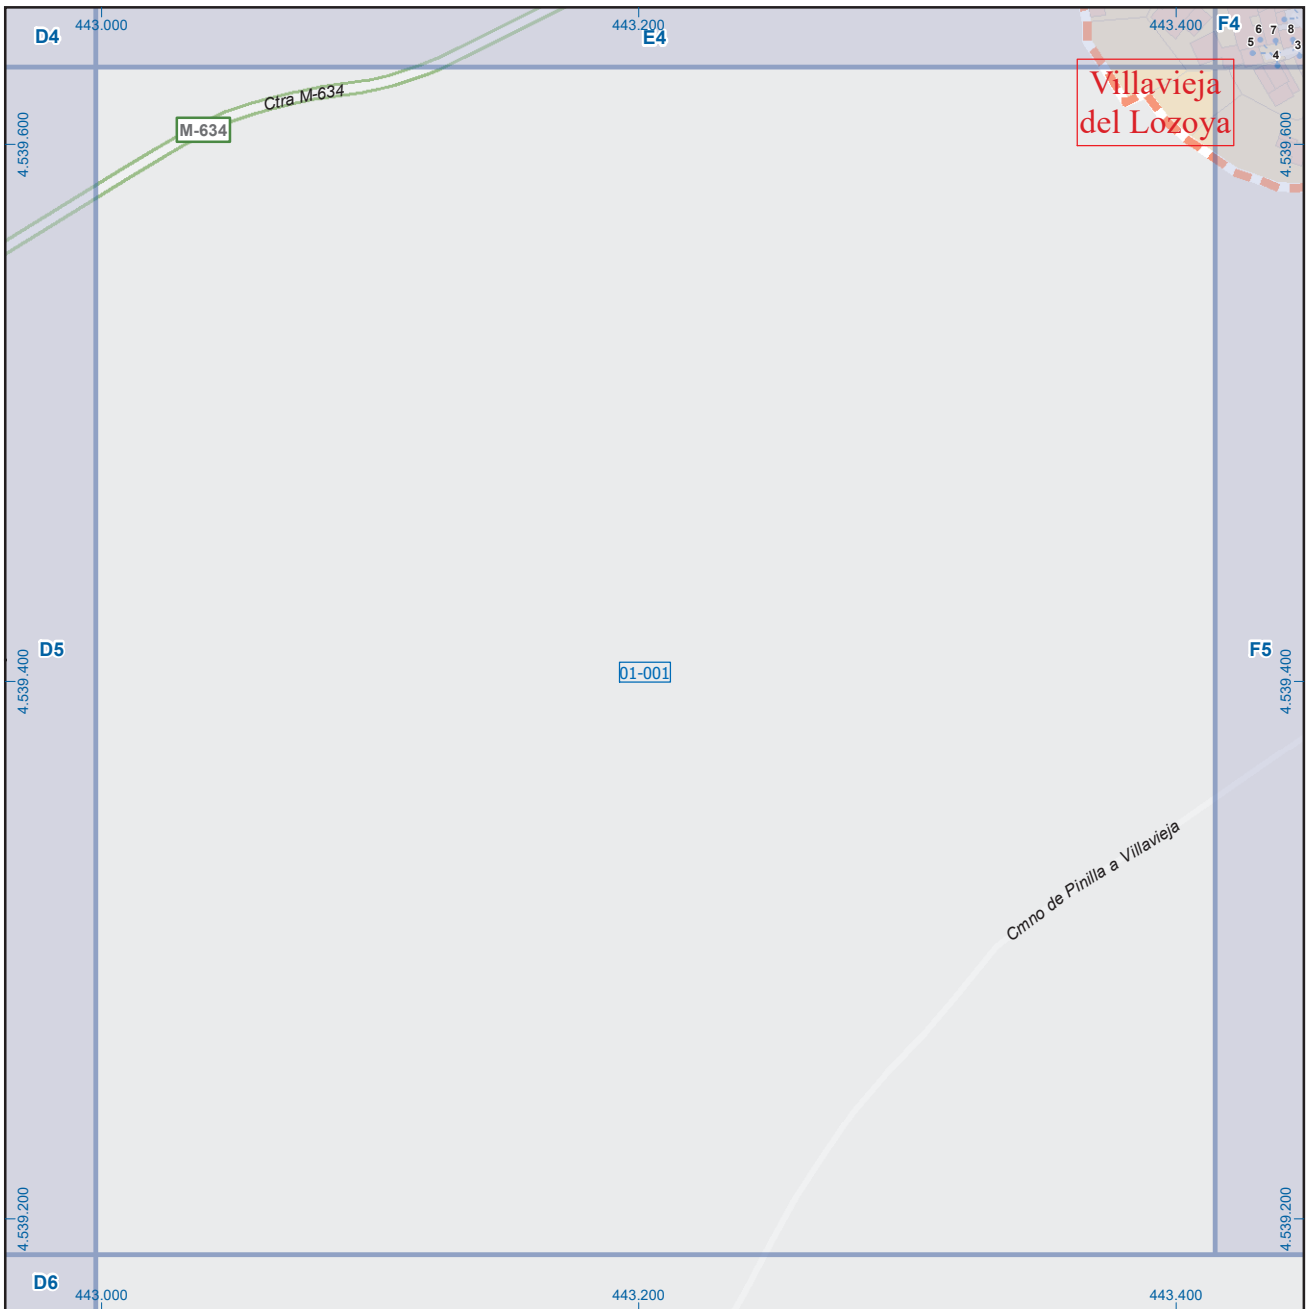 443.000
443.200
443.400
D4
E4
F4
6
7
8
5
4
3
Villavieja
del Lozoya
Ctra M-634
M-634
4.539.600
4.539.600
D5
F5
4.539.400
01-001
4.539.400
Cmno de Pinilla a Villavieja
4.539.200
4.539.200
D6
443.000
443.200
443.400